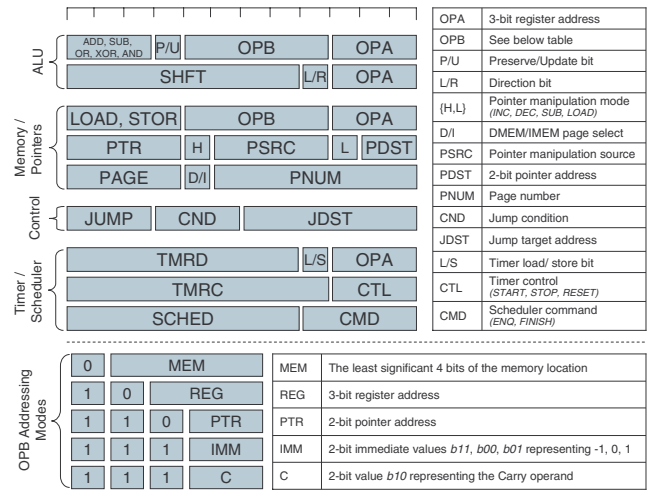 ALU
ADD, SUB,
OR, XOR, AND
P/U
OPB
OPA
SHFT
L/R
OPA
Memory /
Pointers
LOAD, STOR
OPB
OPA
PTR
H
PSRC
L
PDST
PAGE
D/I
PNUM
Control
JUMP
CND
JDST
Timer /
Scheduler
TMRD
L/S
OPA
TMRC
CTL
SCHED
CMD
OPA 3-bit register address
OPB See below table
P/U Preserve/Update bit
L/R Direction bit
{H,L} Pointer manipulation mode
(INC, DEC, SUB, LOAD)
D/I DMEM/IMEM page select
PSRC Pointer manipulation source
PDST 2-bit pointer address
PNUM Page number
CND Jump condition
JDST Jump target address
L/S Timer load/ store bit
CTL Timer control
(START, STOP, RESET)
CMD Scheduler command
(ENQ, FINISH)
OPB Addressing
Modes
0 MEM
1 0 REG
1 1 0 PTR
1 1 1 IMM
1 1 1 C
MEM The least significant 4 bits of the memory location
REG 3-bit register address
PTR 2-bit pointer address
IMM 2-bit immediate values b11, b00, b01 representing -1, 0, 1
C 2-bit value b10 representing the Carry operand